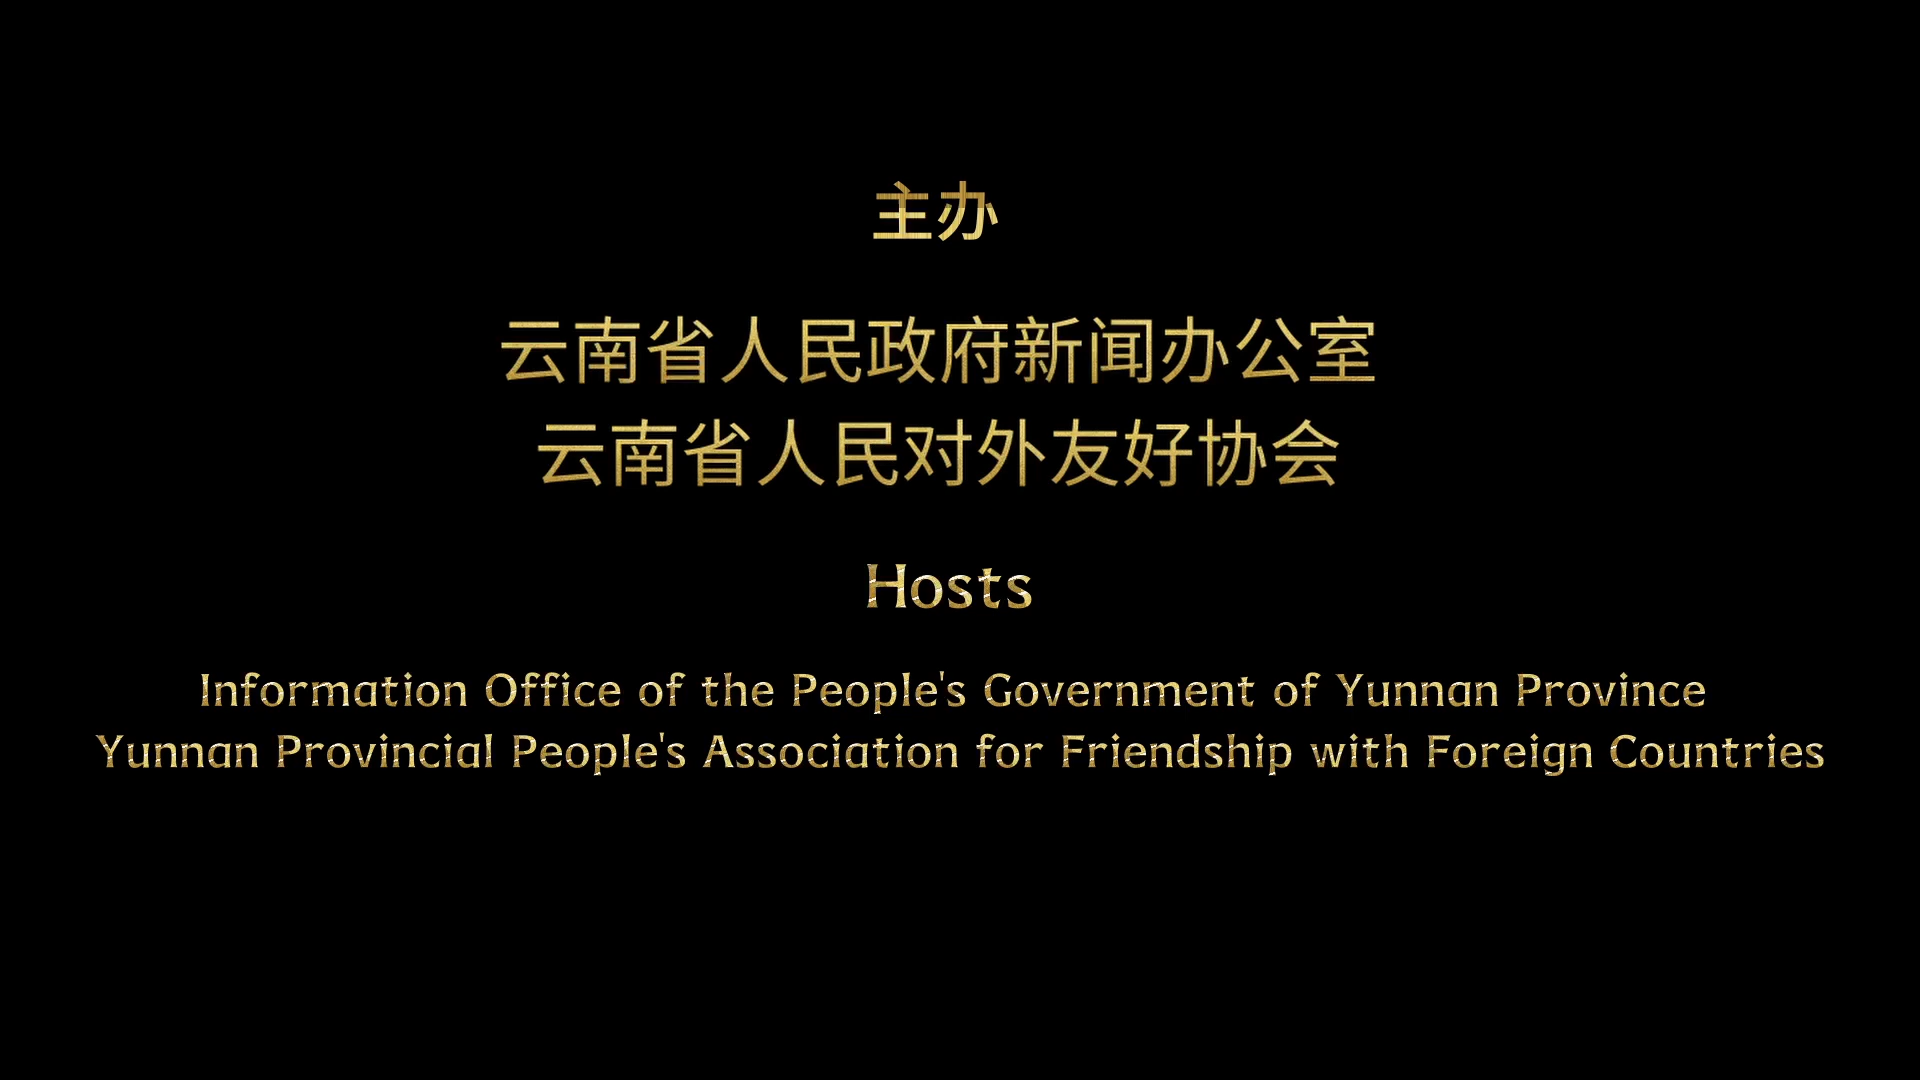 主办
云南省人民政府新闻办公室
云南省人民对外友好协会
Hosts
Information Office of the People's Government of Yunnan Province
Yunnan Provincial People's Association for Friendship with Foreign Countries